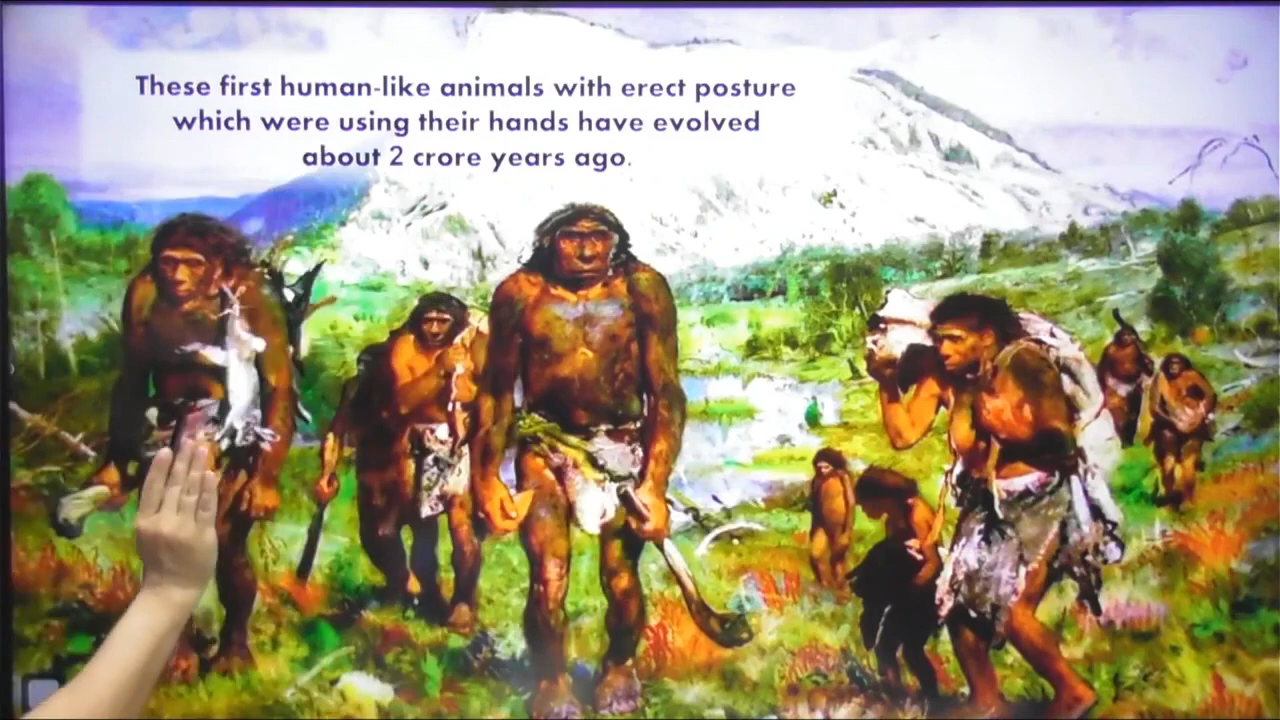 These first human-like animals with erect posture
which were using their hands have evolved
about 2 crore years ago.